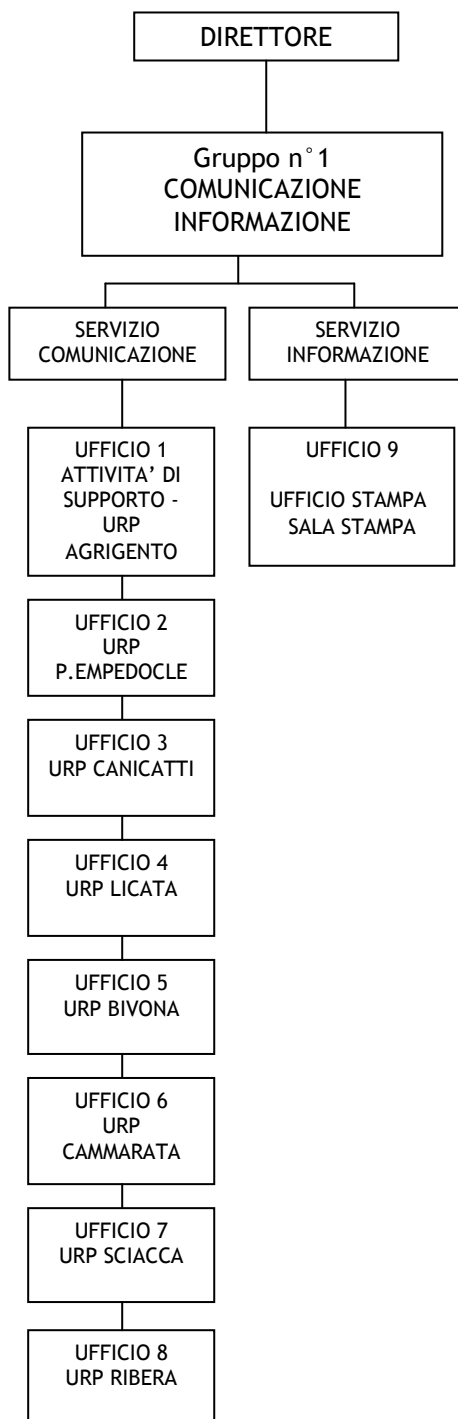 DIRETTORE
Gruppo n°1
COMUNICAZIONE
INFORMAZIONE
SERVIZIO
COMUNICAZIONE
SERVIZIO
INFORMAZIONE
UFFICIO 1
ATTIVITA’ DI
SUPPORTO -
URP
AGRIGENTO
UFFICIO 9
UFFICIO STAMPA
SALA STAMPA
UFFICIO 2
URP
P.EMPEDOCLE
UFFICIO 3
URP CANICATTI
UFFICIO 4
URP LICATA
UFFICIO 5
URP BIVONA
UFFICIO 6
URP
CAMMARATA
UFFICIO 7
URP SCIACCA
UFFICIO 8
URP RIBERA